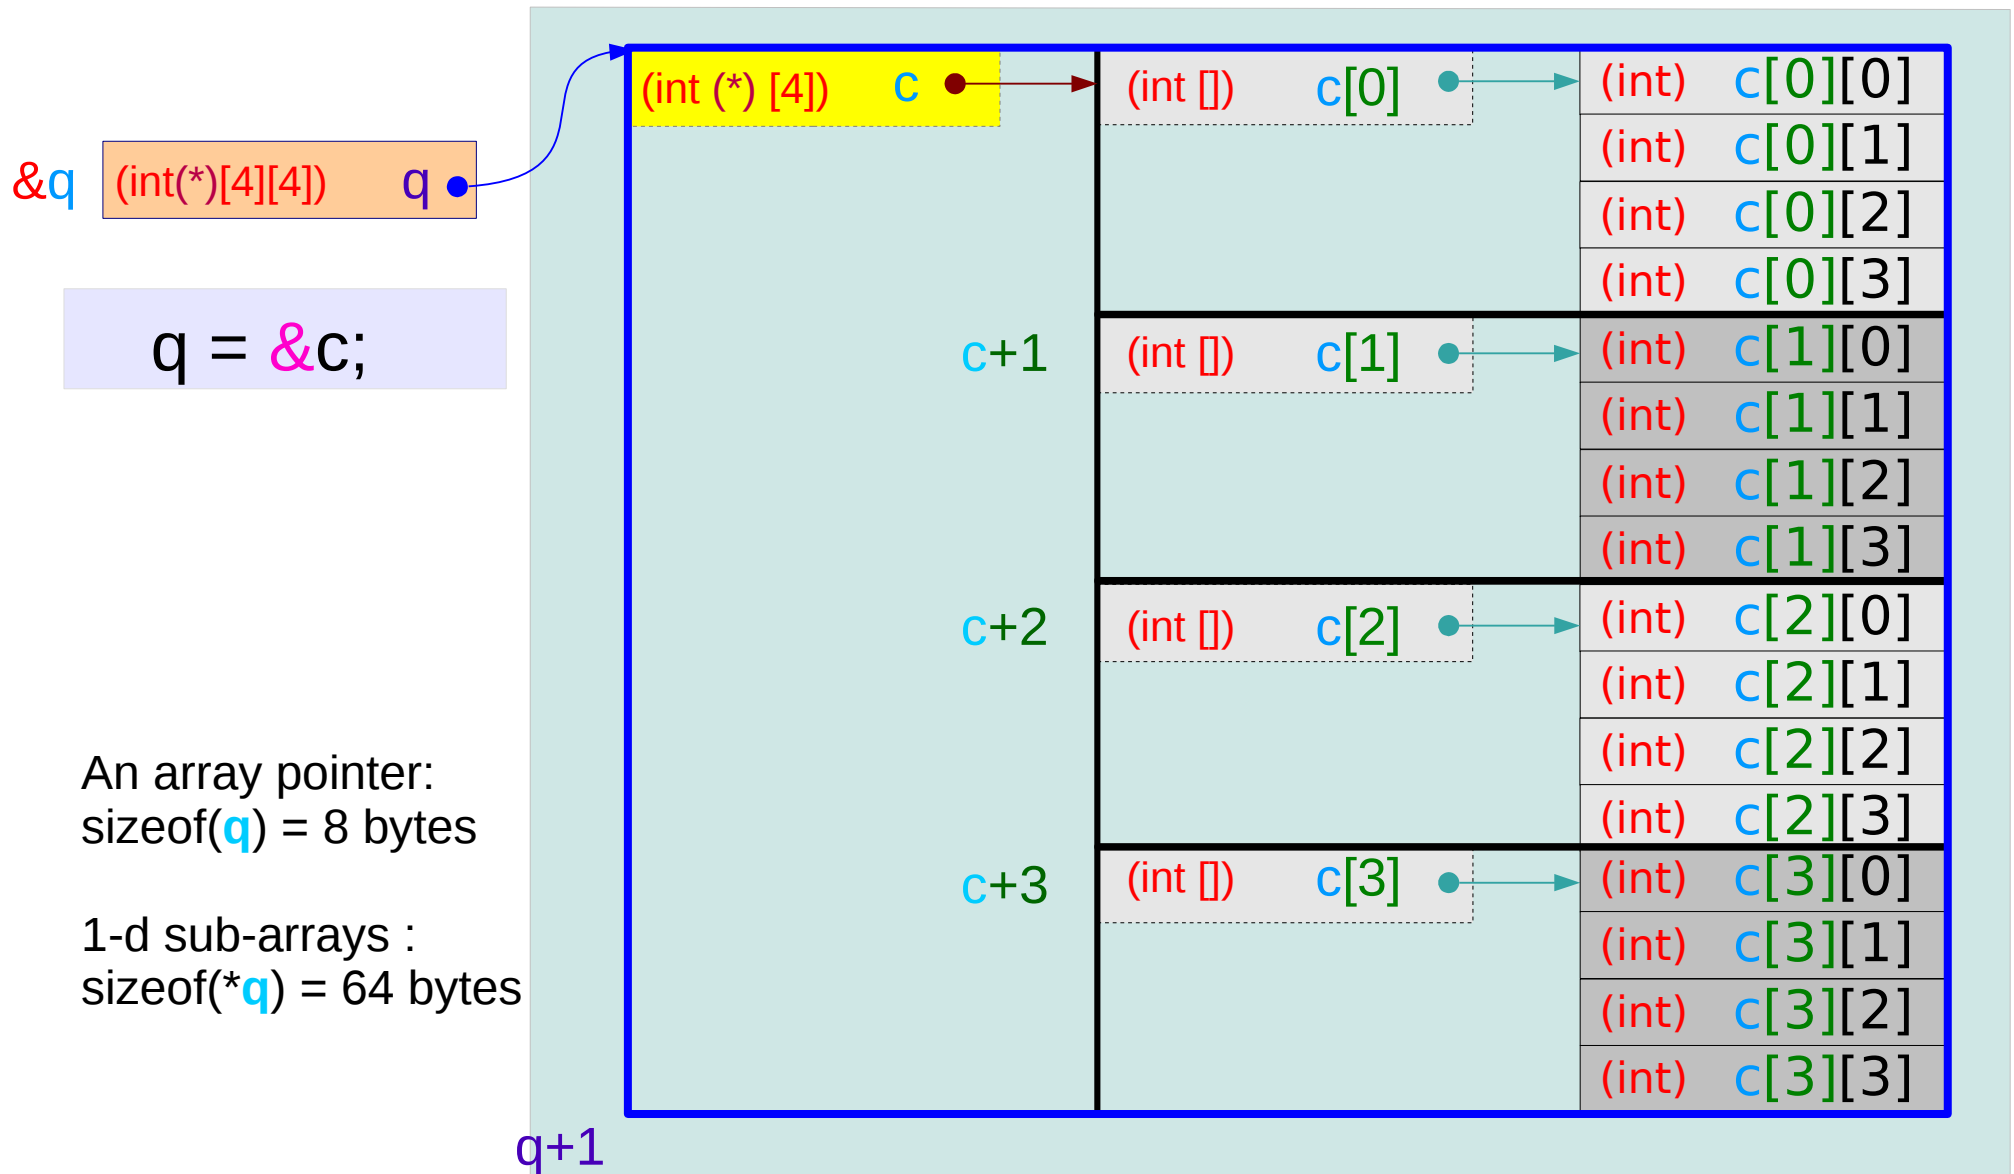 (int (*) [4]) c
(int []) c[0]
(int) c[0][0]
(int) c[0][1]
&q (int(*)[4][4]) q
(int) c[0][2]
(int) c[0][3]
q = &c;
c+1
(int []) c[1]
(int) c[1][0]
(int) c[1][1]
(int) c[1][2]
(int) c[1][3]
c+2
(int []) c[2]
(int) c[2][0]
(int) c[2][1]
(int) c[2][2]
(int) c[2][3]
An array pointer:
sizeof(q) = 8 bytes
c+3
(int []) c[3]
(int) c[3][0]
(int) c[3][1]
(int) c[3][2]
(int) c[3][3]
1-d sub-arrays :
sizeof(*q) = 64 bytes
q+1